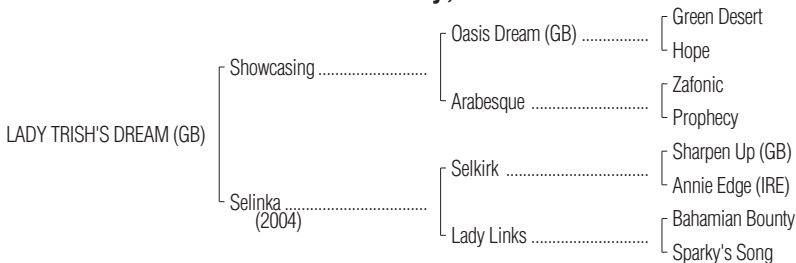 Green Desert
Oasis Dream (GB) ................
Hope
Showcasing ..........................
Zafonic
Arabesque ............................
Prophecy
LADY TRISH'S DREAM (GB)
Sharpen Up (GB)
Selkirk ..................................
Annie Edge (IRE)
Selinka ..................................
(2004)
Bahamian Bounty
Lady Links ............................
Sparky's Song